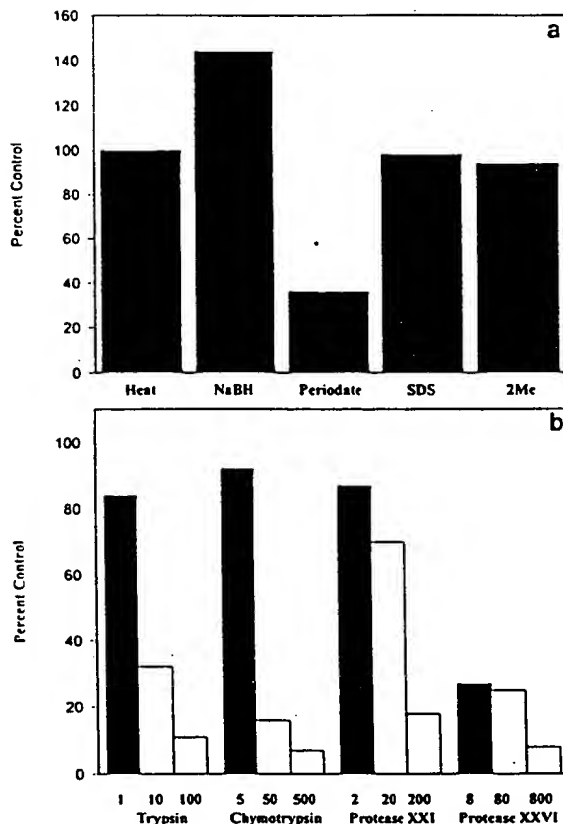 a
160
140
120
100
80
60
40
20
0
Percent Control
Heat NaBH Periodate SDS 2Me
b
100
80
60
40
20
0
Percent Control
1 10 100 5 50 500 2 20 200 8 80 800
Trypsin Chymotrypsin Protease XXI Protease XXVI